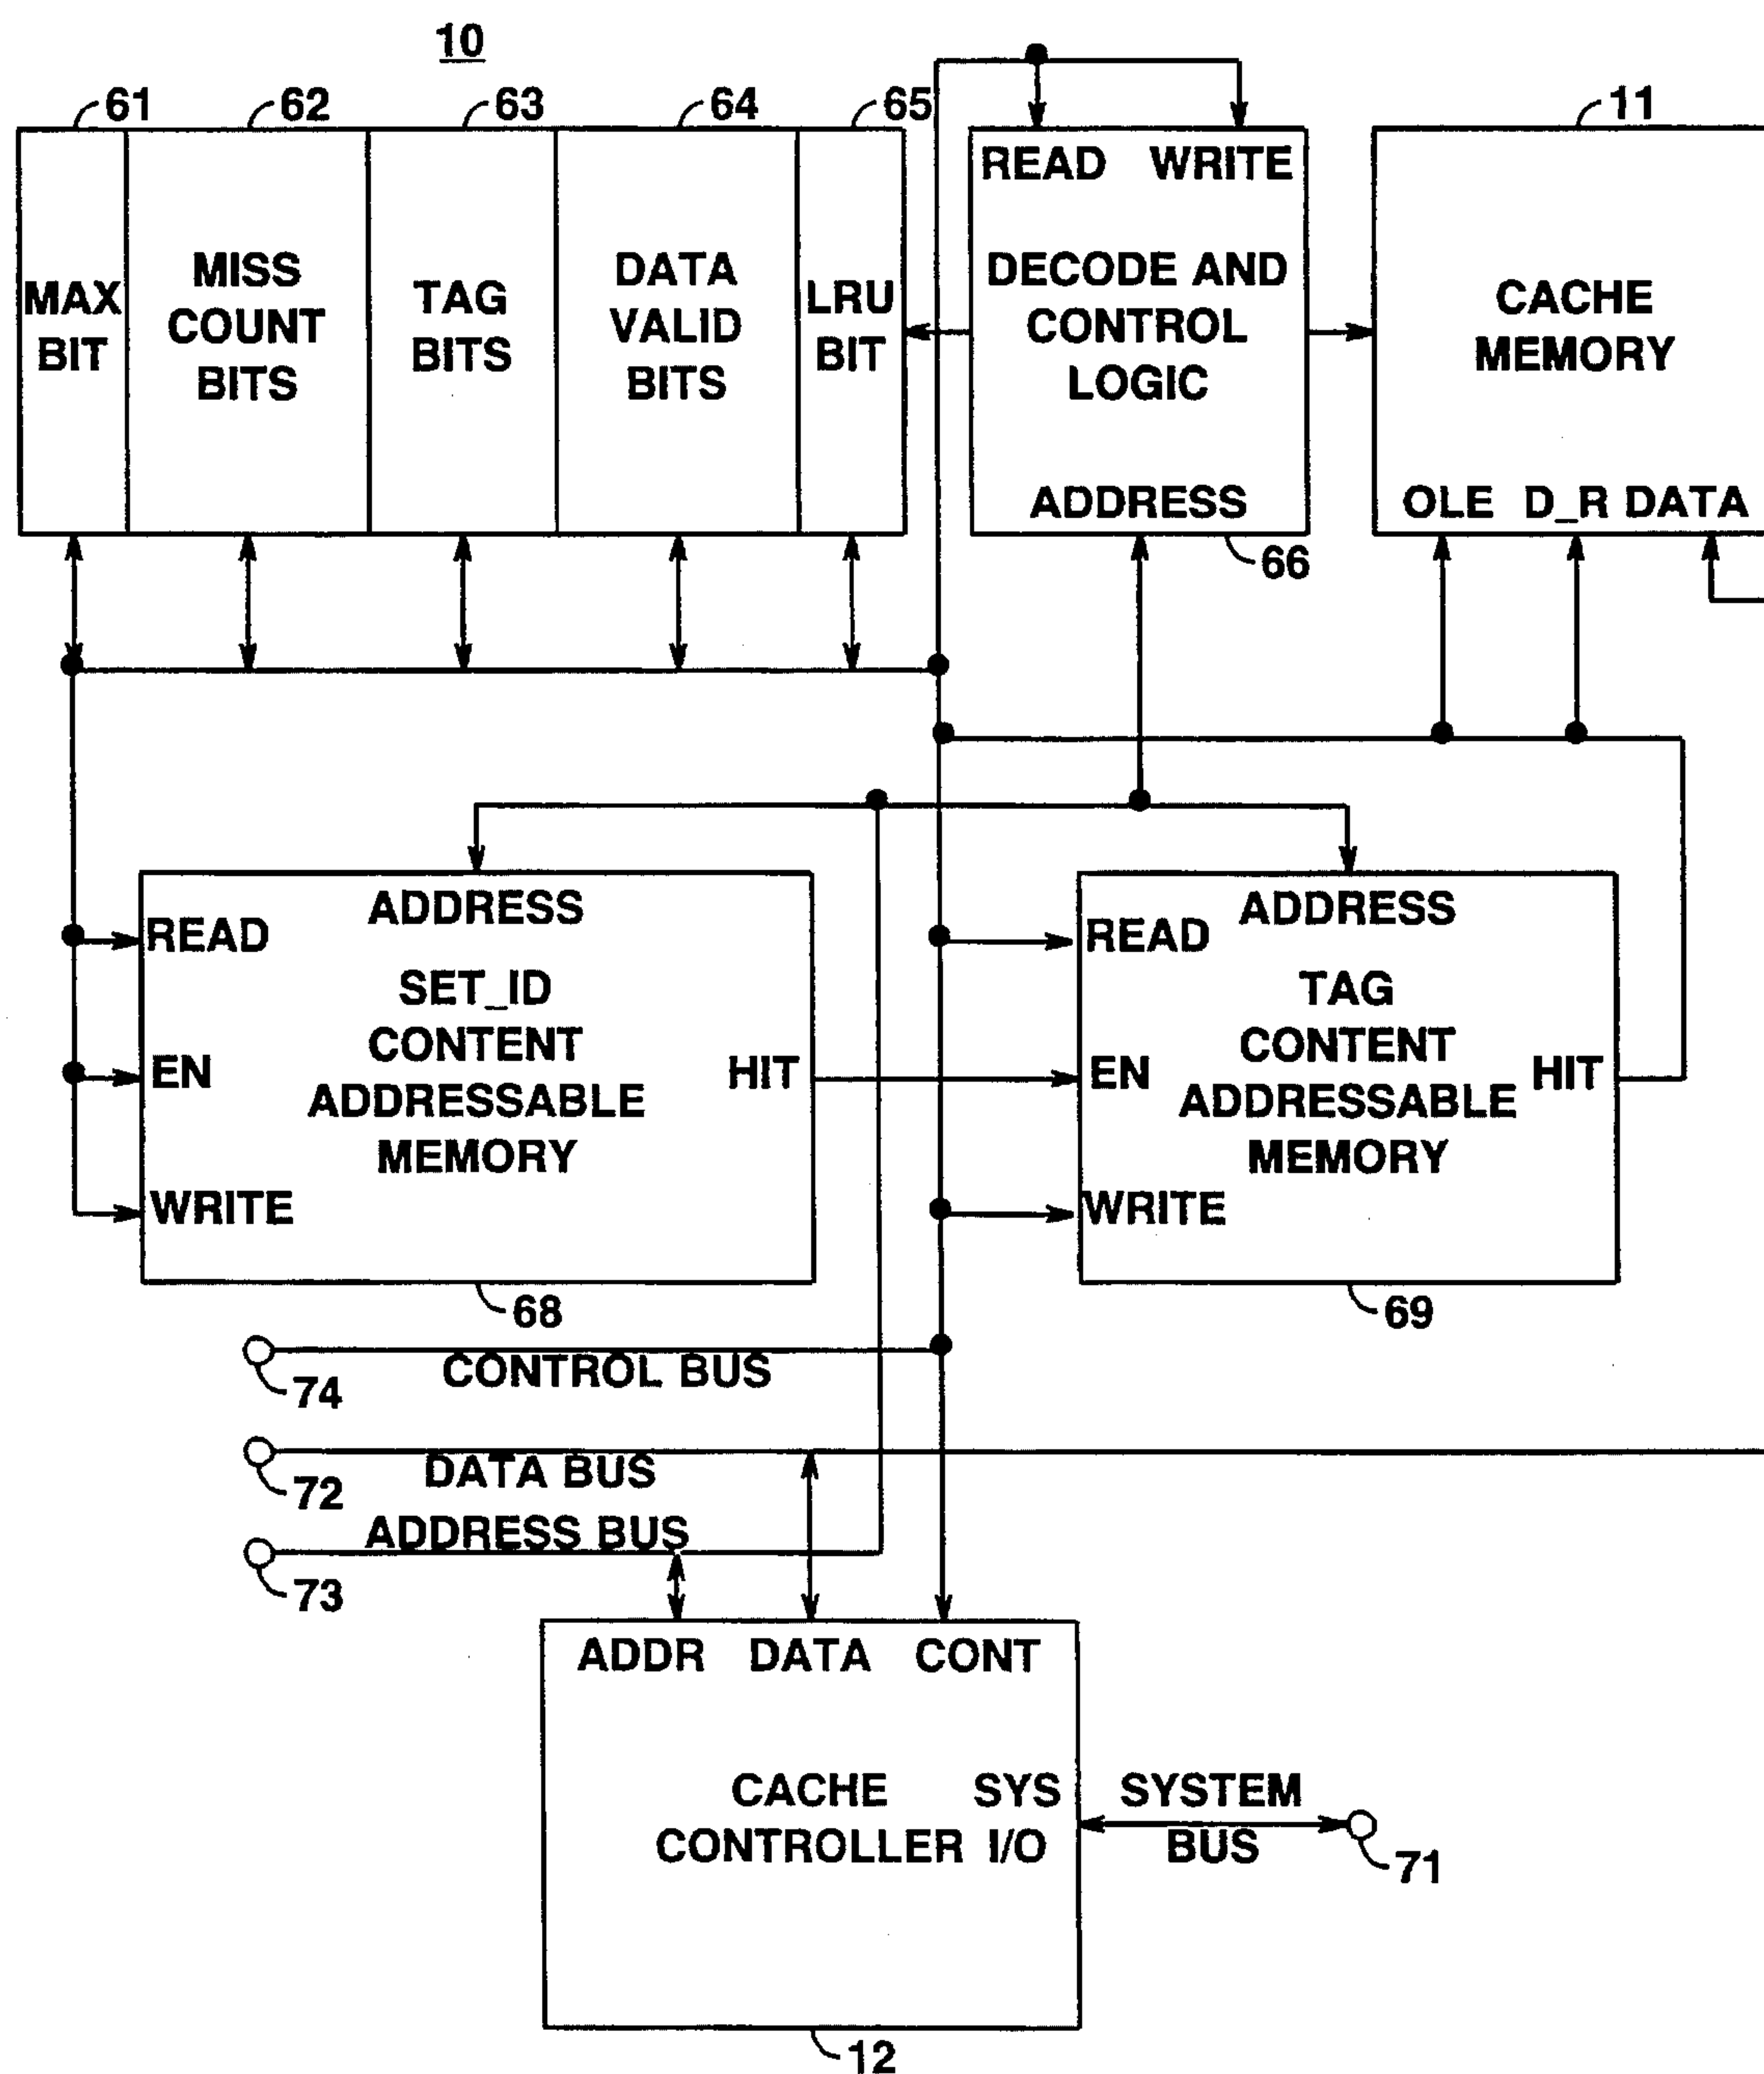 10
61 62 63 64 65 11
READ WRITE
MAX BIT
MISS COUNT BITS
TAG BITS
DATA VALID BITS
LRU BIT
DECODE AND CONTROL LOGIC
CACHE MEMORY
ADDRESS
OLE D_R DATA
66
ADDRESS
READ
SET_ID
CONTENT
ADDRESSABLE
MEMORY
EN
HIT
WRITE
68
ADDRESS
READ
TAG
CONTENT
ADDRESSABLE
MEMORY
EN
HIT
WRITE
69
CONTROL BUS
74
DATA BUS
72
ADDRESS BUS
73
ADDR DATA CONT
CACHE
CONTROLLER
SYS
I/O
SYSTEM
BUS
71
12